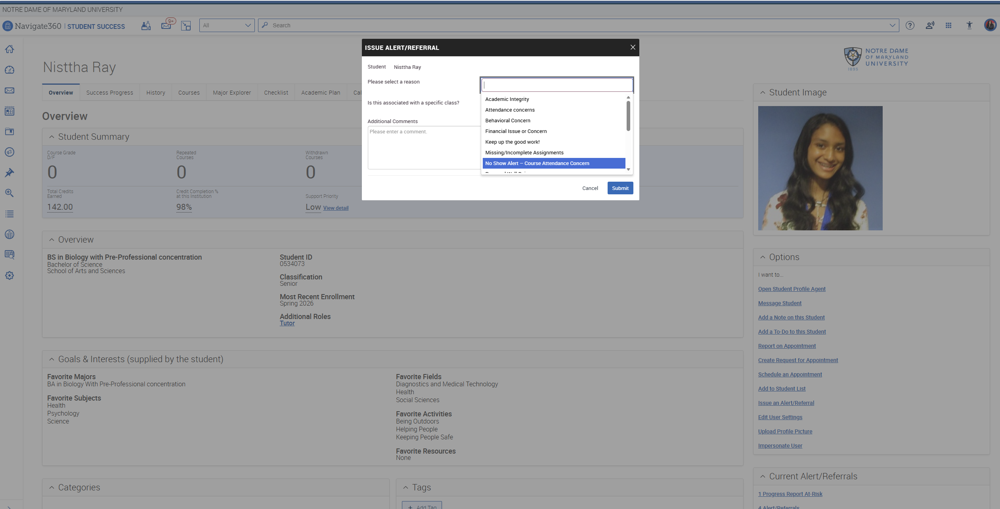 NOTRE DAME OF MARYLAND UNIVERSITY
Navigate360 | STUDENT SUCCESS
9+
All
Search
ISSUE ALERT/REFERRAL
Student Nisttha Ray
Please select a reason
Academic Integrity
Attendance concerns
Behavioral Concern
Financial Issue or Concern
Keep up the good work!
Missing/Incomplete Assignments
No Show Alert – Course Attendance Concern
Is this associated with a specific class?
Additional Comments
Please enter a comment.
Cancel
Submit
Nisttha Ray
NOTRE DAME
OF MARYLAND
UNIVERSITY
1895
Overview
Success Progress
History
Courses
Major Explorer
Checklist
Academic Plan
Cal
Overview
Student Summary
Course Grade
D/F
0
Repeated
Courses
0
Withdrawn
Courses
0
Total Credits
Earned
142.00
Credit Completion %
at this Institution
98%
Support Priority
Low View detail
Overview
BS in Biology with Pre-Professional concentration
Bachelor of Science
School of Arts and Sciences
Student ID
0534073
Classification
Senior
Most Recent Enrollment
Spring 2026
Additional Roles
Tutor
Goals & Interests (supplied by the student)
Favorite Majors
BA in Biology With Pre-Professional concentration
Favorite Subjects
Health
Psychology
Science
Favorite Fields
Diagnostics and Medical Technology
Health
Social Sciences
Favorite Activities
Being Outdoors
Helping People
Keeping People Safe
Favorite Resources
None
Categories
Tags
+ Add Tag
Student Image
Options
I want to...
Open Student Profile Agent
Message Student
Add a Note on this Student
Add a To-Do to this Student
Report on Appointment
Create Request for Appointment
Schedule an Appointment
Add to Student List
Issue an Alert/Referral
Edit User Settings
Upload Profile Picture
Impersonate User
Current Alert/Referrals
1 Progress Report At-Risk
4 Alert/Referrals